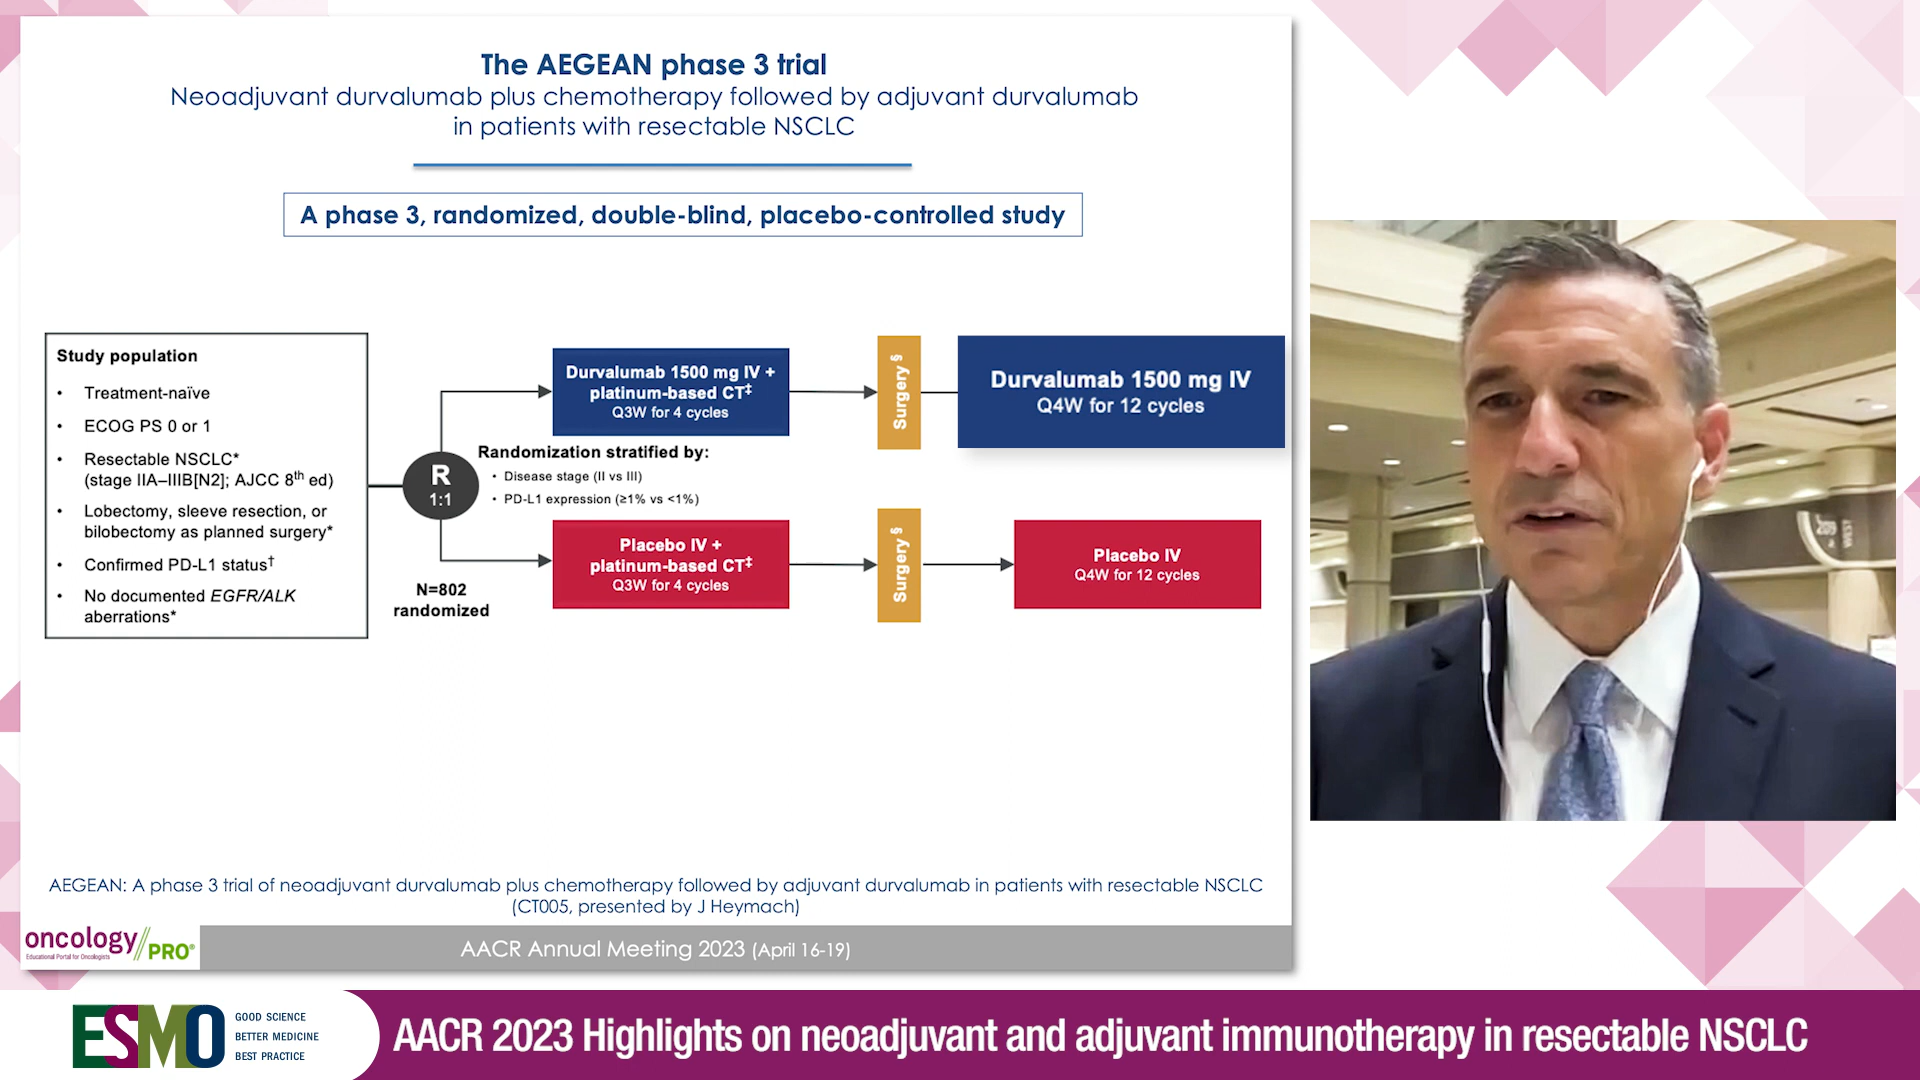 The AEGEAN phase 3 trial
Neoadjuvant durvalumab plus chemotherapy followed by adjuvant durvalumab
in patients with resectable NSCLC
A phase 3, randomized, double-blind, placebo-controlled study
Study population
• Treatment-naïve
• ECOG PS 0 or 1
• Resectable NSCLC*
(stage IIA–IIIB[N2]; AJCC 8th ed)
• Lobectomy, sleeve resection, or
bilobectomy as planned surgery*
• Confirmed PD-L1 status†
• No documented EGFR/ALK
aberrations*
R
1:1
N=802
randomized
Durvalumab 1500 mg IV +
platinum-based CT‡
Q3W for 4 cycles
Surgery §
Durvalumab 1500 mg IV
Q4W for 12 cycles
Randomization stratified by:
• Disease stage (II vs III)
• PD-L1 expression (≥1% vs <1%)
Placebo IV +
platinum-based CT‡
Q3W for 4 cycles
Surgery §
Placebo IV
Q4W for 12 cycles
AEGEAN: A phase 3 trial of neoadjuvant durvalumab plus chemotherapy followed by adjuvant durvalumab in patients with resectable NSCLC
(CT005, presented by J Heymach)
oncology//PRO®
Educational Portal for Oncologists
AACR Annual Meeting 2023 (April 16-19)
209
WEST
ESMO
GOOD SCIENCE
BETTER MEDICINE
BEST PRACTICE
AACR 2023 Highlights on neoadjuvant and adjuvant immunotherapy in resectable NSCLC